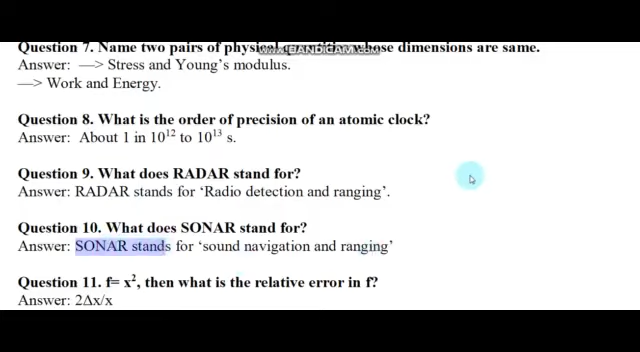 Question 7. Name two pairs of physical quantities whose dimensions are same.
www.BANDICAM.com
Answer: —> Stress and Young’s modulus.
—> Work and Energy.
Question 8. What is the order of precision of an atomic clock?
Answer: About 1 in 10¹² to 10¹³ s.
Question 9. What does RADAR stand for?
Answer: RADAR stands for ‘Radio detection and ranging’.
Question 10. What does SONAR stand for?
Answer: SONAR stands for ‘sound navigation and ranging’
Question 11. f= x², then what is the relative error in f?
Answer: 2Δx/x